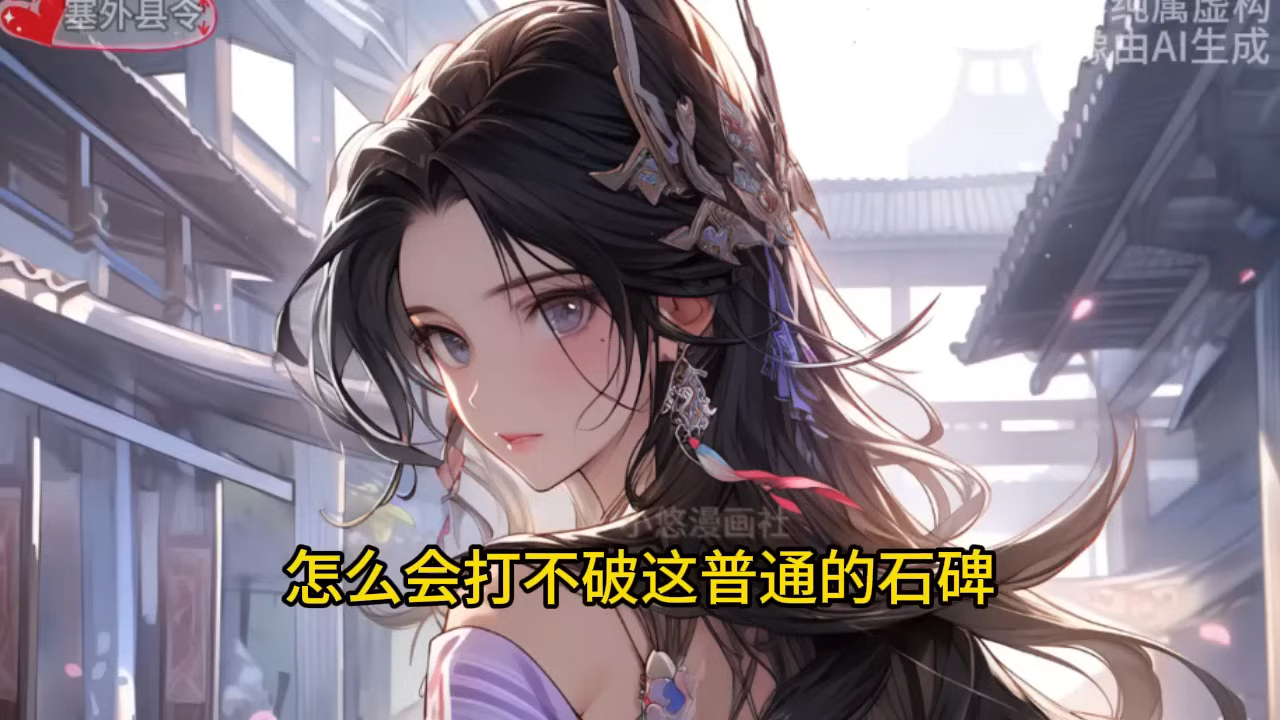 塞外县令
纯属虚构
像由AI生成
小悠漫画社
怎么会打不破这普通的石碑